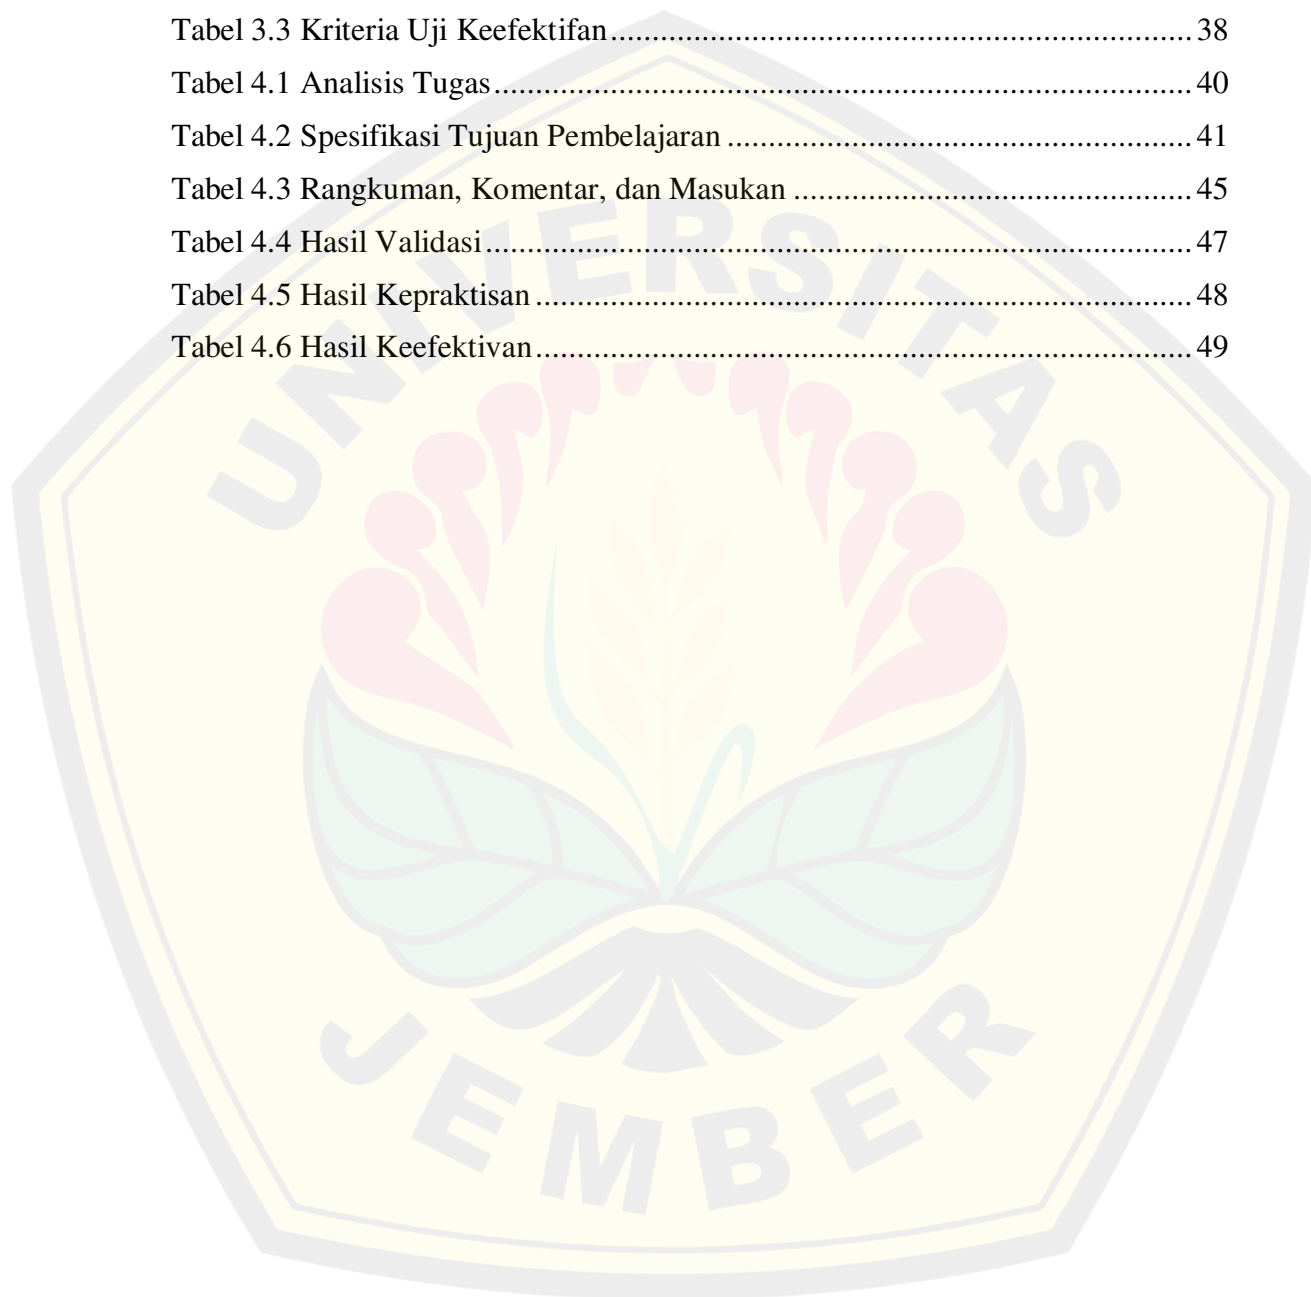 Tabel 3.3 Kriteria Uji Keefektifan........................................................................ 38
Tabel 4.1 Analisis Tugas....................................................................................... 40
Tabel 4.2 Spesifikasi Tujuan Pembelajaran .......................................................... 41
Tabel 4.3 Rangkuman, Komentar, dan Masukan .................................................. 45
Tabel 4.4 Hasil Validasi........................................................................................ 47
Tabel 4.5 Hasil Kepraktisan .................................................................................. 48
Tabel 4.6 Hasil Keefektivan.................................................................................. 49
UNIVERSITAS
JEMBER